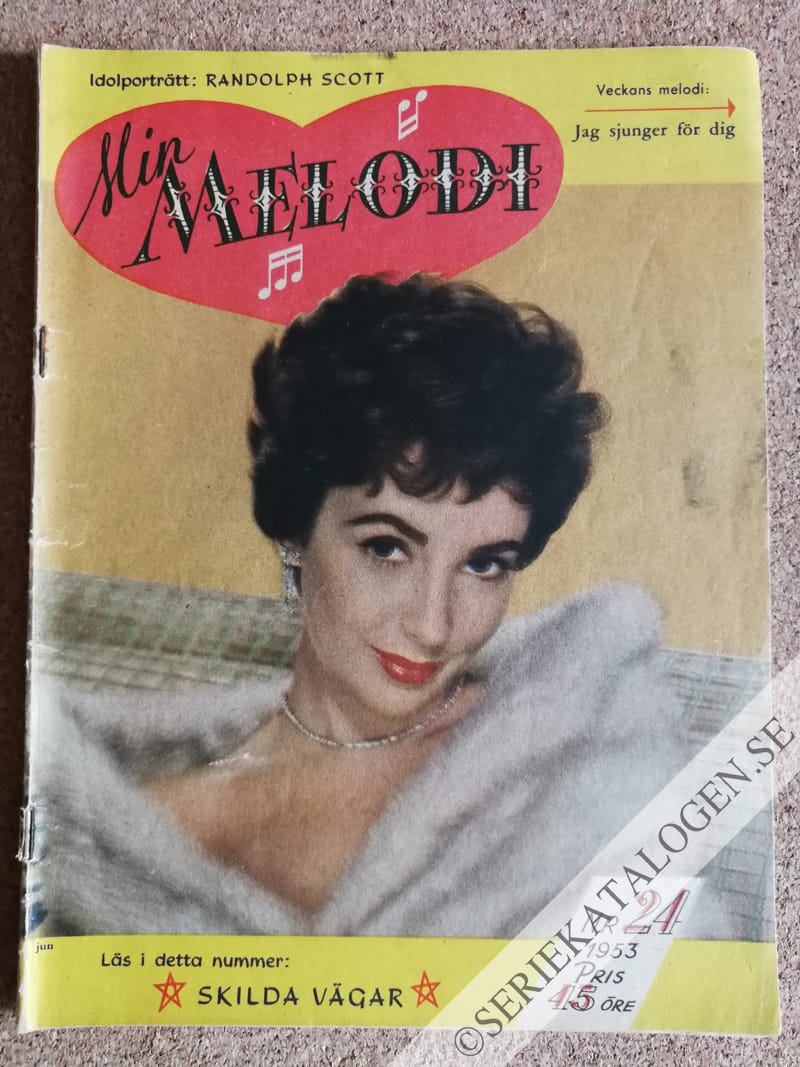 Idolporträtt: RANDOLPH SCOTT
Veckans melodi:
Jag sjunger för dig
Min
MELODI
jun
Läs i detta nummer:
SKILDA VÄGAR
NR 24
1953
PRIS
45 ÖRE
©SERIEKATALOGEN.SE